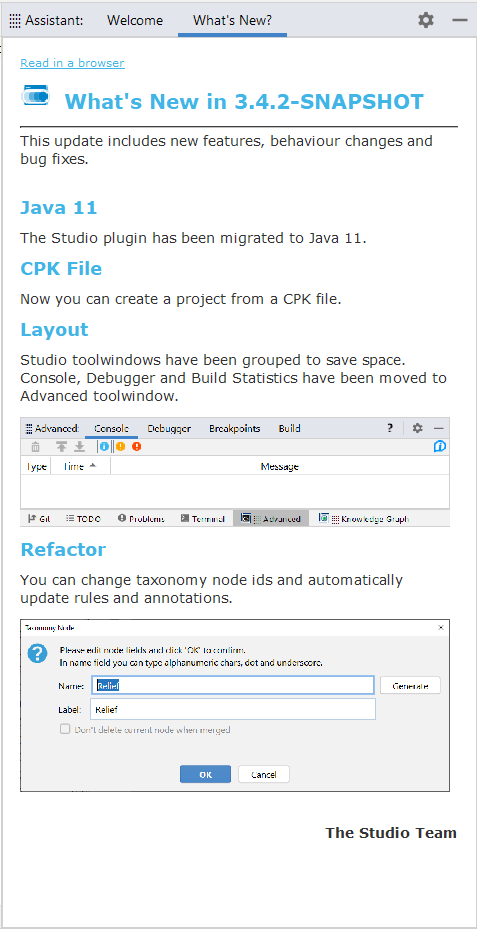 Assistant: Welcome What's New?
Read in a browser
What's New in 3.4.2-SNAPSHOT
This update includes new features, behaviour changes and
bug fixes.
Java 11
The Studio plugin has been migrated to Java 11.
CPK File
Now you can create a project from a CPK file.
Layout
Studio toolwindows have been grouped to save space.
Console, Debugger and Build Statistics have been moved to
Advanced toolwindow.
Advanced: Console Debugger Breakpoints Build ?
Type Time Message
Git TODO Problems Terminal Advanced Knowledge Graph
Refactor
You can change taxonomy node ids and automatically
update rules and annotations.
Taxonomy Node
Please edit node fields and click 'OK' to confirm.
In name field you can type alphanumeric chars, dot and underscore.
Name: Relief Generate
Label: Relief
Don't delete current node when merged
OK Cancel
The Studio Team